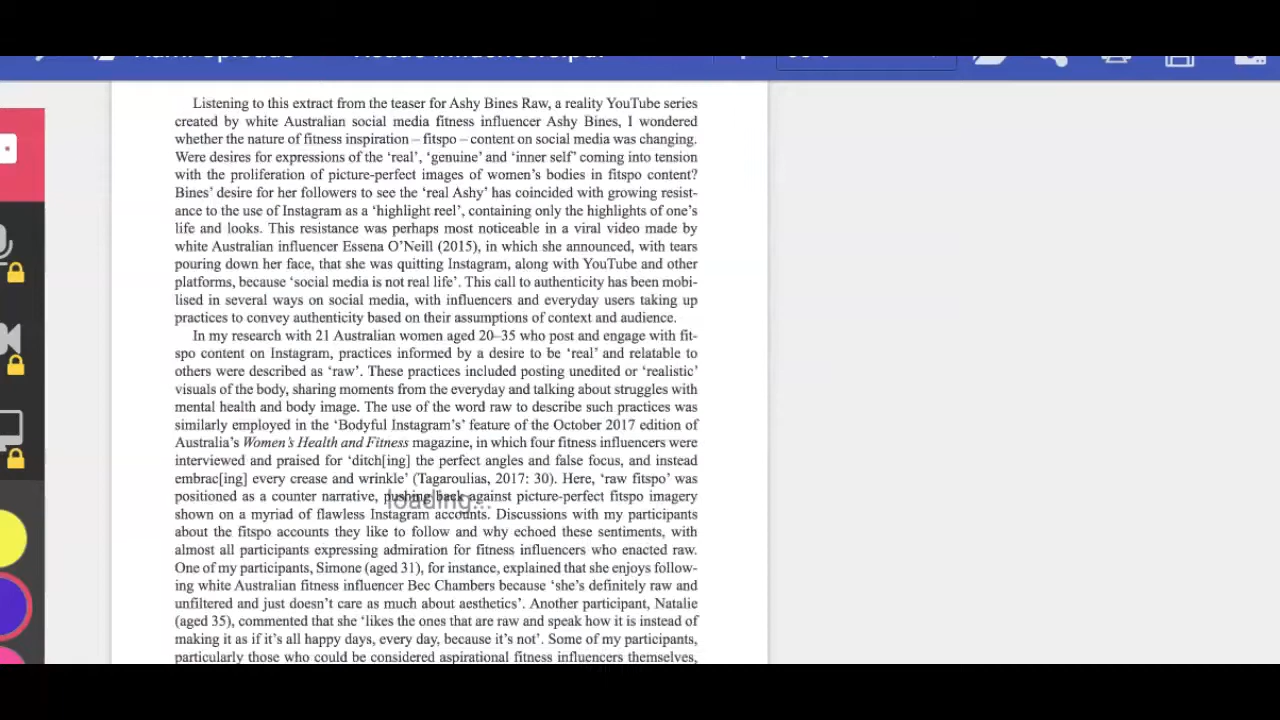 Listening to this extract from the teaser for Ashy Bines Raw, a reality YouTube series
created by white Australian social media fitness influencer Ashy Bines, I wondered
whether the nature of fitness inspiration – fitspo – content on social media was changing.
Were desires for expressions of the ‘real’, ‘genuine’ and ‘inner self’ coming into tension
with the proliferation of picture-perfect images of women’s bodies in fitspo content?
Bines’ desire for her followers to see the ‘real Ashy’ has coincided with growing resist-
ance to the use of Instagram as a ‘highlight reel’, containing only the highlights of one’s
life and looks. This resistance was perhaps most noticeable in a viral video made by
white Australian influencer Essena O’Neill (2015), in which she announced, with tears
pouring down her face, that she was quitting Instagram, along with YouTube and other
platforms, because ‘social media is not real life’. This call to authenticity has been mobi-
lised in several ways on social media, with influencers and everyday users taking up
practices to convey authenticity based on their assumptions of context and audience.
In my research with 21 Australian women aged 20–35 who post and engage with fit-
spo content on Instagram, practices informed by a desire to be ‘real’ and relatable to
others were described as ‘raw’. These practices included posting unedited or ‘realistic’
visuals of the body, sharing moments from the everyday and talking about struggles with
mental health and body image. The use of the word raw to describe such practices was
similarly employed in the ‘Bodyful Instagram’s’ feature of the October 2017 edition of
Australia’s Women’s Health and Fitness magazine, in which four fitness influencers were
interviewed and praised for ‘ditch[ing] the perfect angles and false focus, and instead
embrac[ing] every crease and wrinkle’ (Tagaroulias, 2017: 30). Here, ‘raw fitspo’ was
positioned as a counter narrative, pushing back against picture-perfect fitspo imagery
loading...
shown on a myriad of flawless Instagram accounts. Discussions with my participants
about the fitspo accounts they like to follow and why echoed these sentiments, with
almost all participants expressing admiration for fitness influencers who enacted raw.
One of my participants, Simone (aged 31), for instance, explained that she enjoys follow-
ing white Australian fitness influencer Bec Chambers because ‘she’s definitely raw and
unfiltered and just doesn’t care as much about aesthetics’. Another participant, Natalie
(aged 35), commented that she ‘likes the ones that are raw and speak how it is instead of
making it as if it’s all happy days, every day, because it’s not’. Some of my participants,
particularly those who could be considered aspirational fitness influencers themselves,